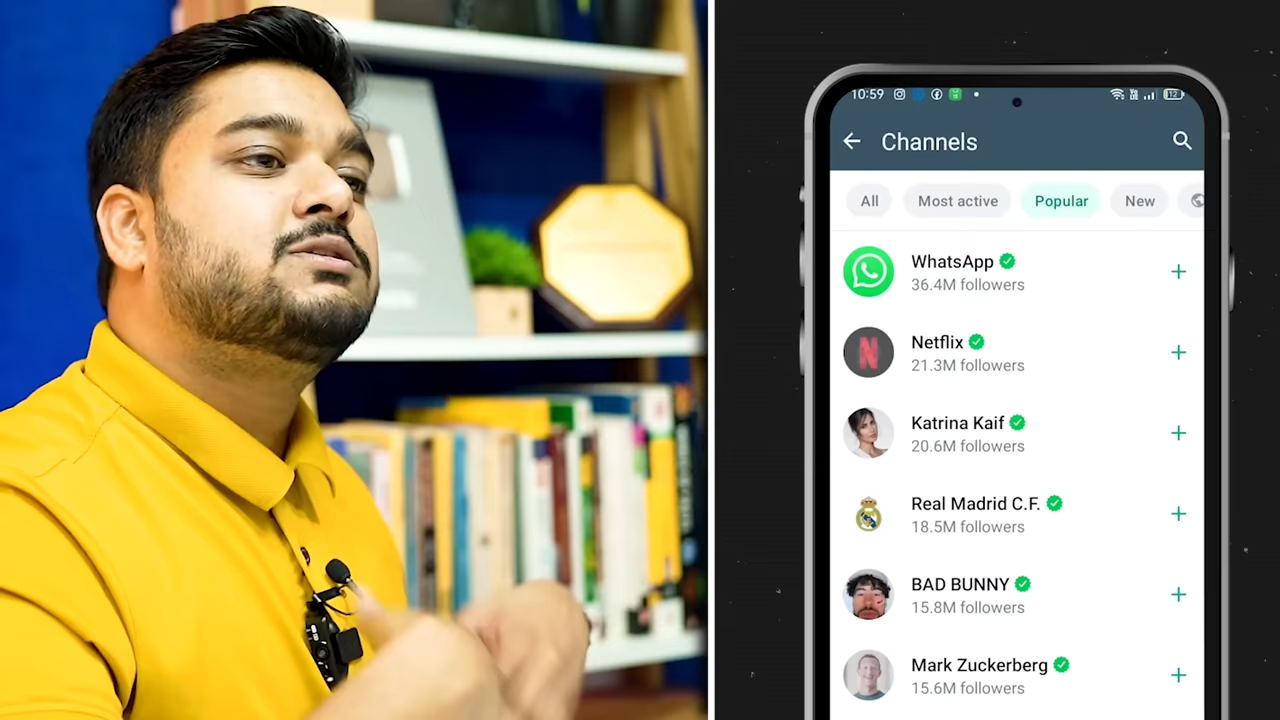 10:59
12
Channels
All
Most active
Popular
New
WhatsApp
36.4M followers
Netflix
21.3M followers
N
Katrina Kaif
20.6M followers
Real Madrid C.F.
18.5M followers
BAD BUNNY
15.8M followers
Mark Zuckerberg
15.6M followers